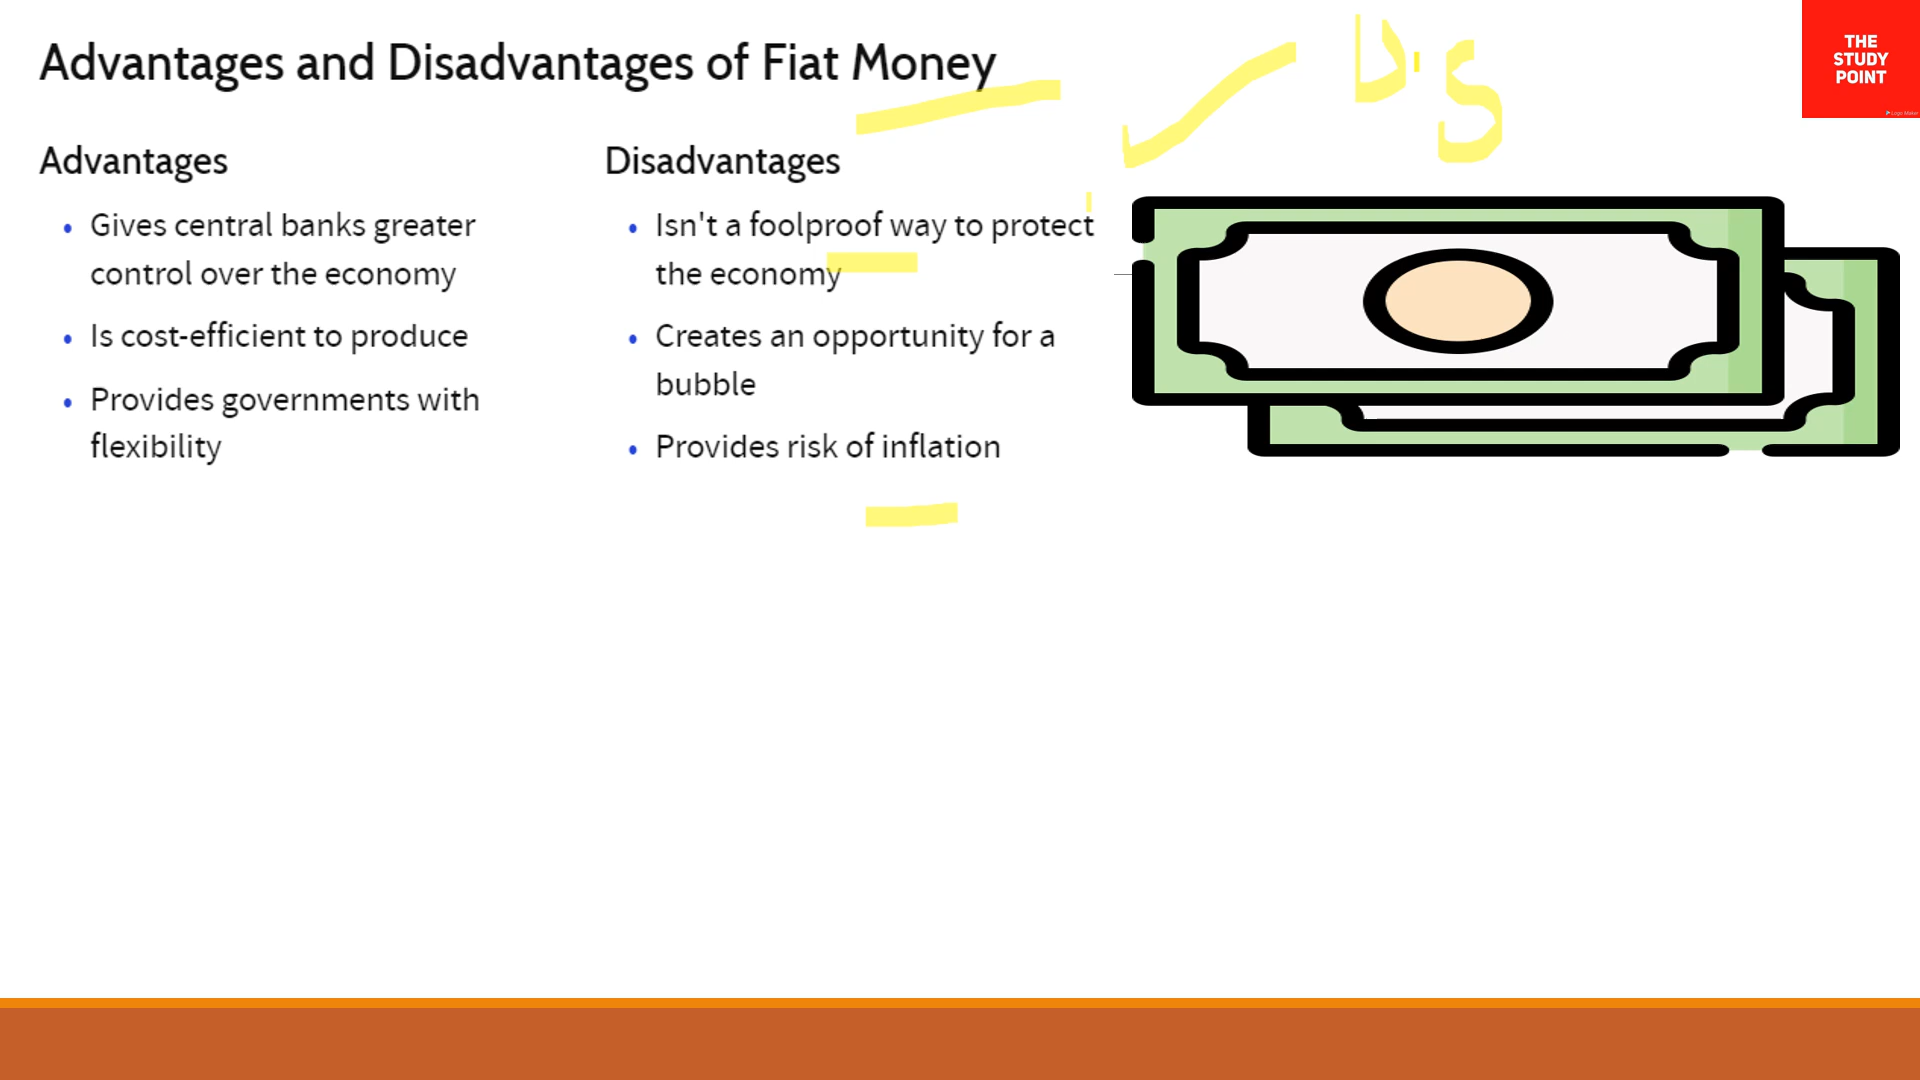 Advantages and Disadvantages of Fiat Money
Advantages
• Gives central banks greater
control over the economy
• Is cost-efficient to produce
• Provides governments with
flexibility
Disadvantages
• Isn't a foolproof way to protect
the economy
• Creates an opportunity for a
bubble
• Provides risk of inflation
D's
THE
STUDY
POINT
Logo Maker